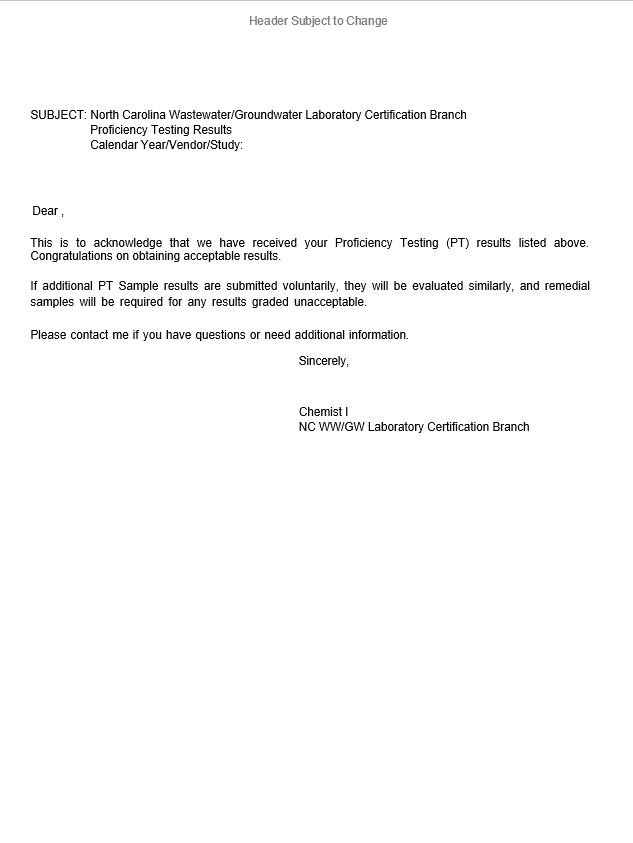 Header Subject to Change
SUBJECT: North Carolina Wastewater/Groundwater Laboratory Certification Branch
Proficiency Testing Results
Calendar Year/Vendor/Study:
Dear ,
This is to acknowledge that we have received your Proficiency Testing (PT) results listed above.
Congratulations on obtaining acceptable results.
If additional PT Sample results are submitted voluntarily, they will be evaluated similarly, and remedial
samples will be required for any results graded unacceptable.
Please contact me if you have questions or need additional information.
Sincerely,
Chemist I
NC WW/GW Laboratory Certification Branch